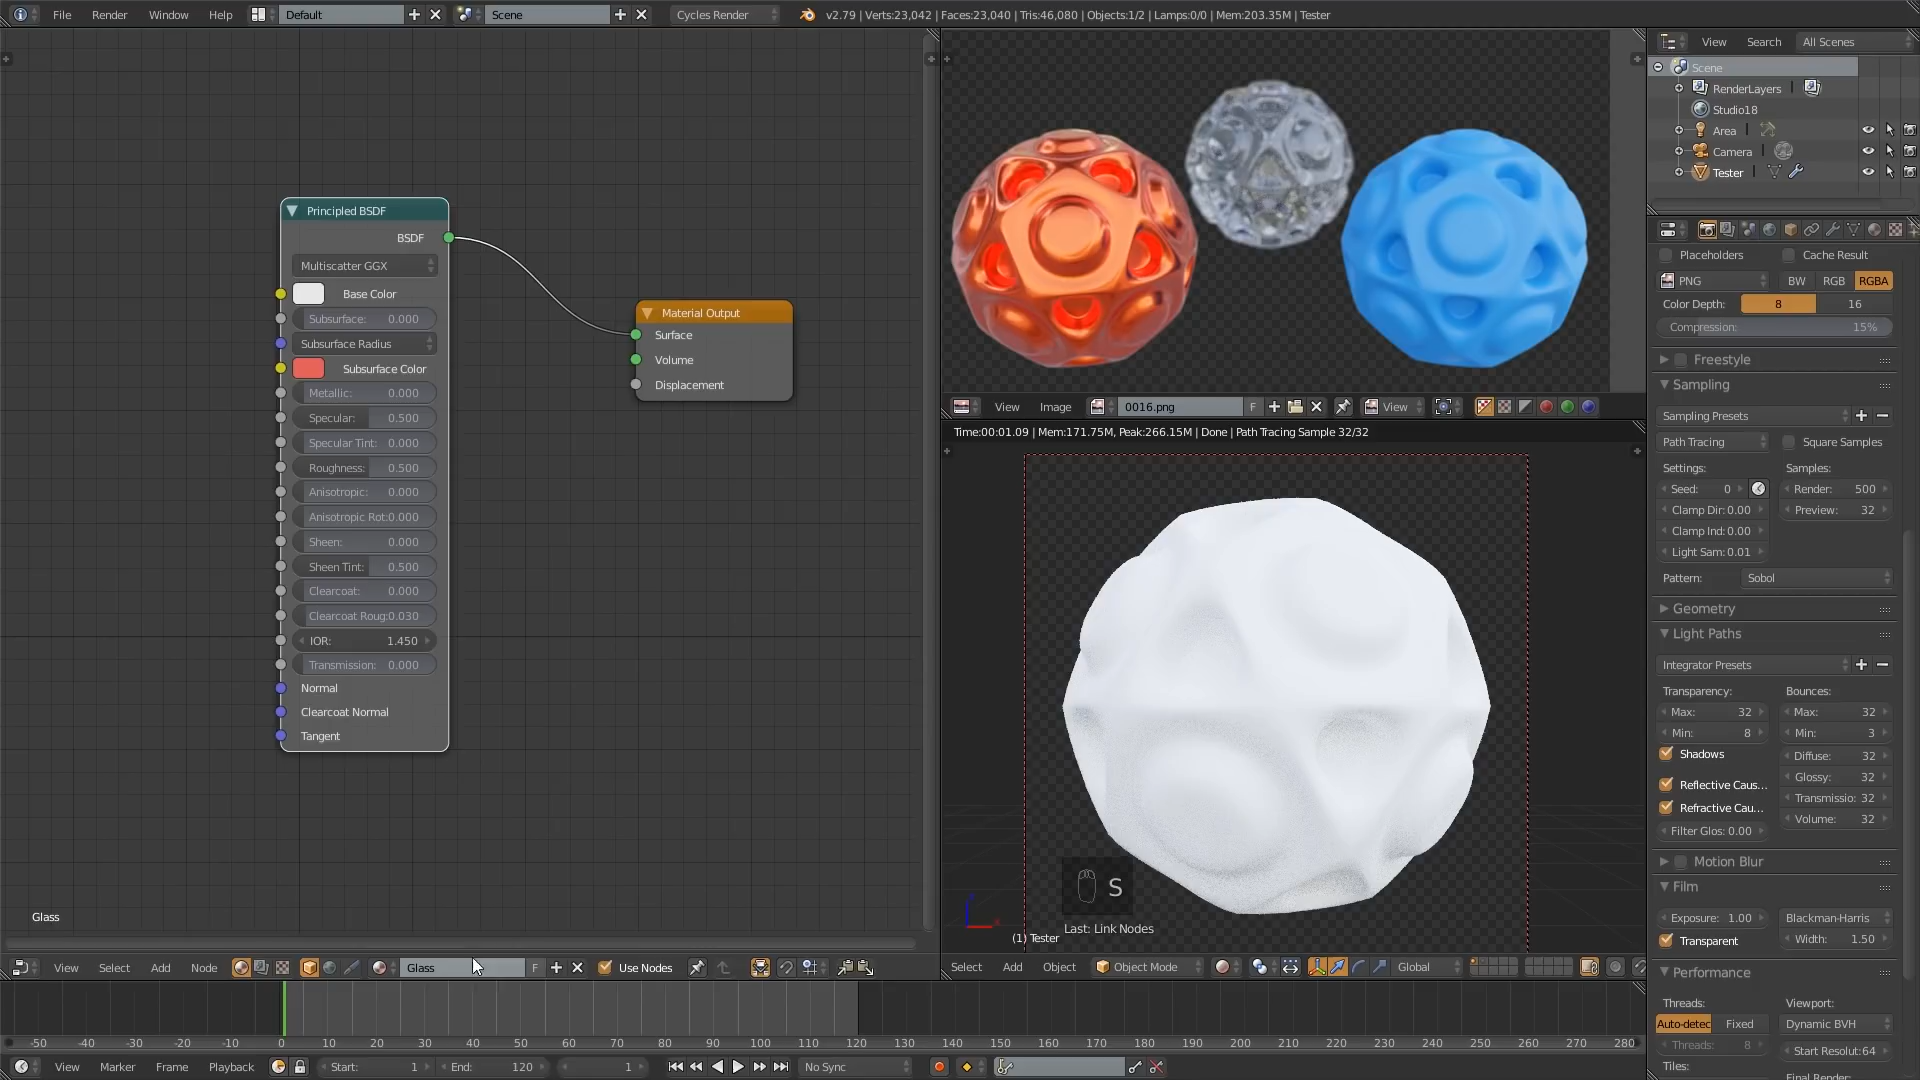 File Render Window Help Default Scene Cycles Render v2.79 | Verts:23,042 | Faces:23,040 | Tris:46,080 | Objects:1/2 | Lamps:0/0 | Mem:203.35M | Tester
Principled BSDF
BSDF
Multiscatter GGX
Base Color
Subsurface: 0.000
Subsurface Radius
Subsurface Color
Metallic: 0.000
Specular: 0.500
Specular Tint: 0.000
Roughness: 0.500
Anisotropic: 0.000
Anisotropic Rot:0.000
Sheen: 0.000
Sheen Tint: 0.500
Clearcoat: 0.000
Clearcoat Roug:0.030
IOR: 1.450
Transmission: 0.000
Normal
Clearcoat Normal
Tangent
Material Output
Surface
Volume
Displacement
Glass
View Select Add Node Glass F Use Nodes
View Image 0016.png F View
Time:00:01.09 | Mem:171.75M, Peak:266.15M | Done | Path Tracing Sample 32/32
S
Last: Link Nodes
(1) Tester
Select Add Object Object Mode Global
View Search All Scenes
Scene
RenderLayers
Studio18
Area
Camera
Tester
Placeholders Cache Result
PNG BW RGB RGBA
Color Depth: 8 16
Compression: 15%
Freestyle
Sampling
Sampling Presets
Path Tracing Square Samples
Settings: Samples:
Seed: 0 Render: 500
Clamp Dir: 0.00 Preview: 32
Clamp Ind: 0.00
Light Sam: 0.01
Pattern: Sobol
Geometry
Light Paths
Integrator Presets
Transparency: Bounces:
Max: 32 Max: 32
Min: 8 Min: 3
Shadows Diffuse: 32
Reflective Caus... Glossy: 32
Refractive Cau... Transmissio: 32
Filter Glos: 0.00 Volume: 32
Motion Blur
Film
Exposure: 1.00 Blackman-Harris
Transparent Width: 1.50
Performance
Threads: Viewport:
Auto-detec Fixed Dynamic BVH
Threads: 8 Start Resolut:64
Tiles:
-50 -40 -30 -20 -10 0 10 20 30 40 50 60 70 80 90 100 110 120 130 140 150 160 170 180 190 200 210 220 230 240 250 260 270 280
View Marker Frame Playback Start: 1 End: 120 1 No Sync